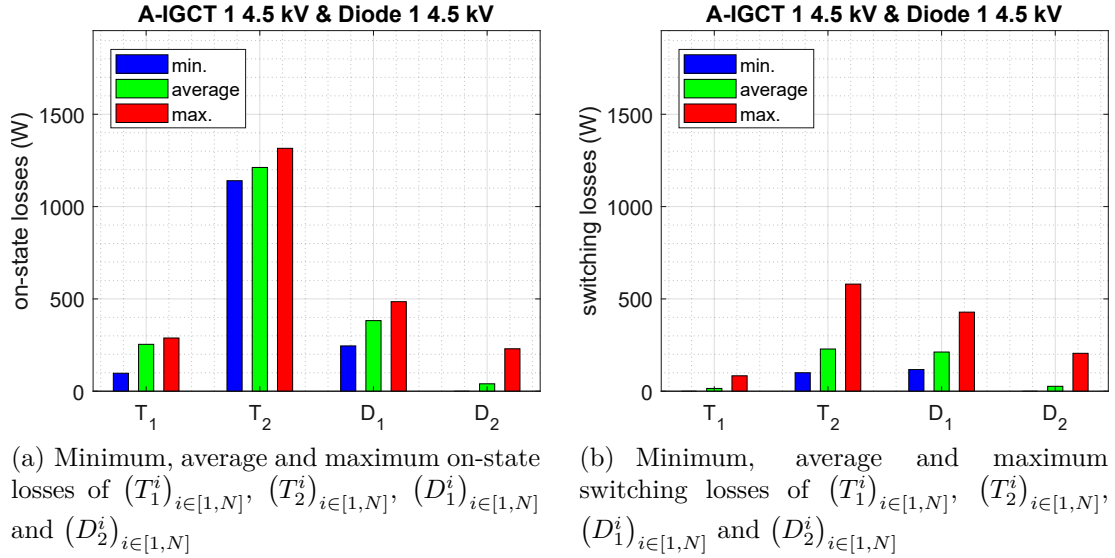 A-IGCT 1 4.5 kV & Diode 1 4.5 kV
min.
average
max.
on-state losses (W)
1500
1000
500
0
T₁ T₂ D₁ D₂
(a) Minimum, average and maximum on-state
losses of (T₁ⁱ)i∈[1,N], (T₂ⁱ)i∈[1,N], (D₁ⁱ)i∈[1,N]
and (D₂ⁱ)i∈[1,N]
A-IGCT 1 4.5 kV & Diode 1 4.5 kV
min.
average
max.
switching losses (W)
1500
1000
500
0
T₁ T₂ D₁ D₂
(b) Minimum, average and maximum
switching losses of (T₁ⁱ)i∈[1,N], (T₂ⁱ)i∈[1,N],
(D₁ⁱ)i∈[1,N] and (D₂ⁱ)i∈[1,N]